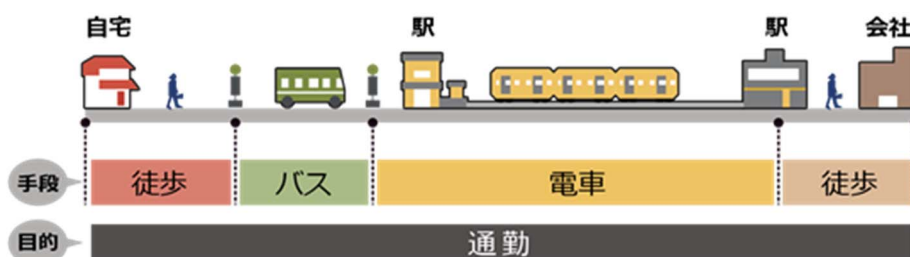 自宅 駅 駅 会社
手段 徒歩 バス 電車 徒歩
目的 通勤